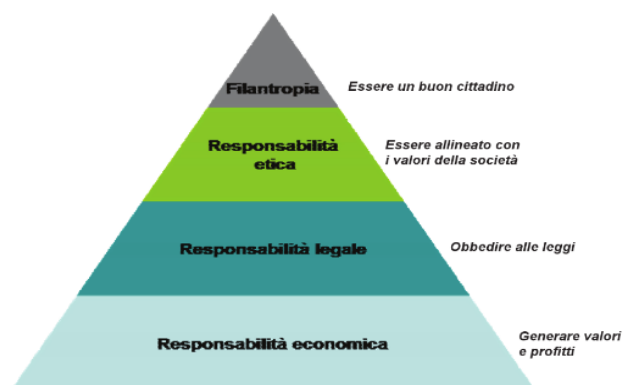 Filantropia
Essere un buon cittadino
Responsabilità
etica
Essere allineato con
i valori della società
Responsabilità legale
Obbedire alle leggi
Responsabilità economica
Generare valori
e profitti